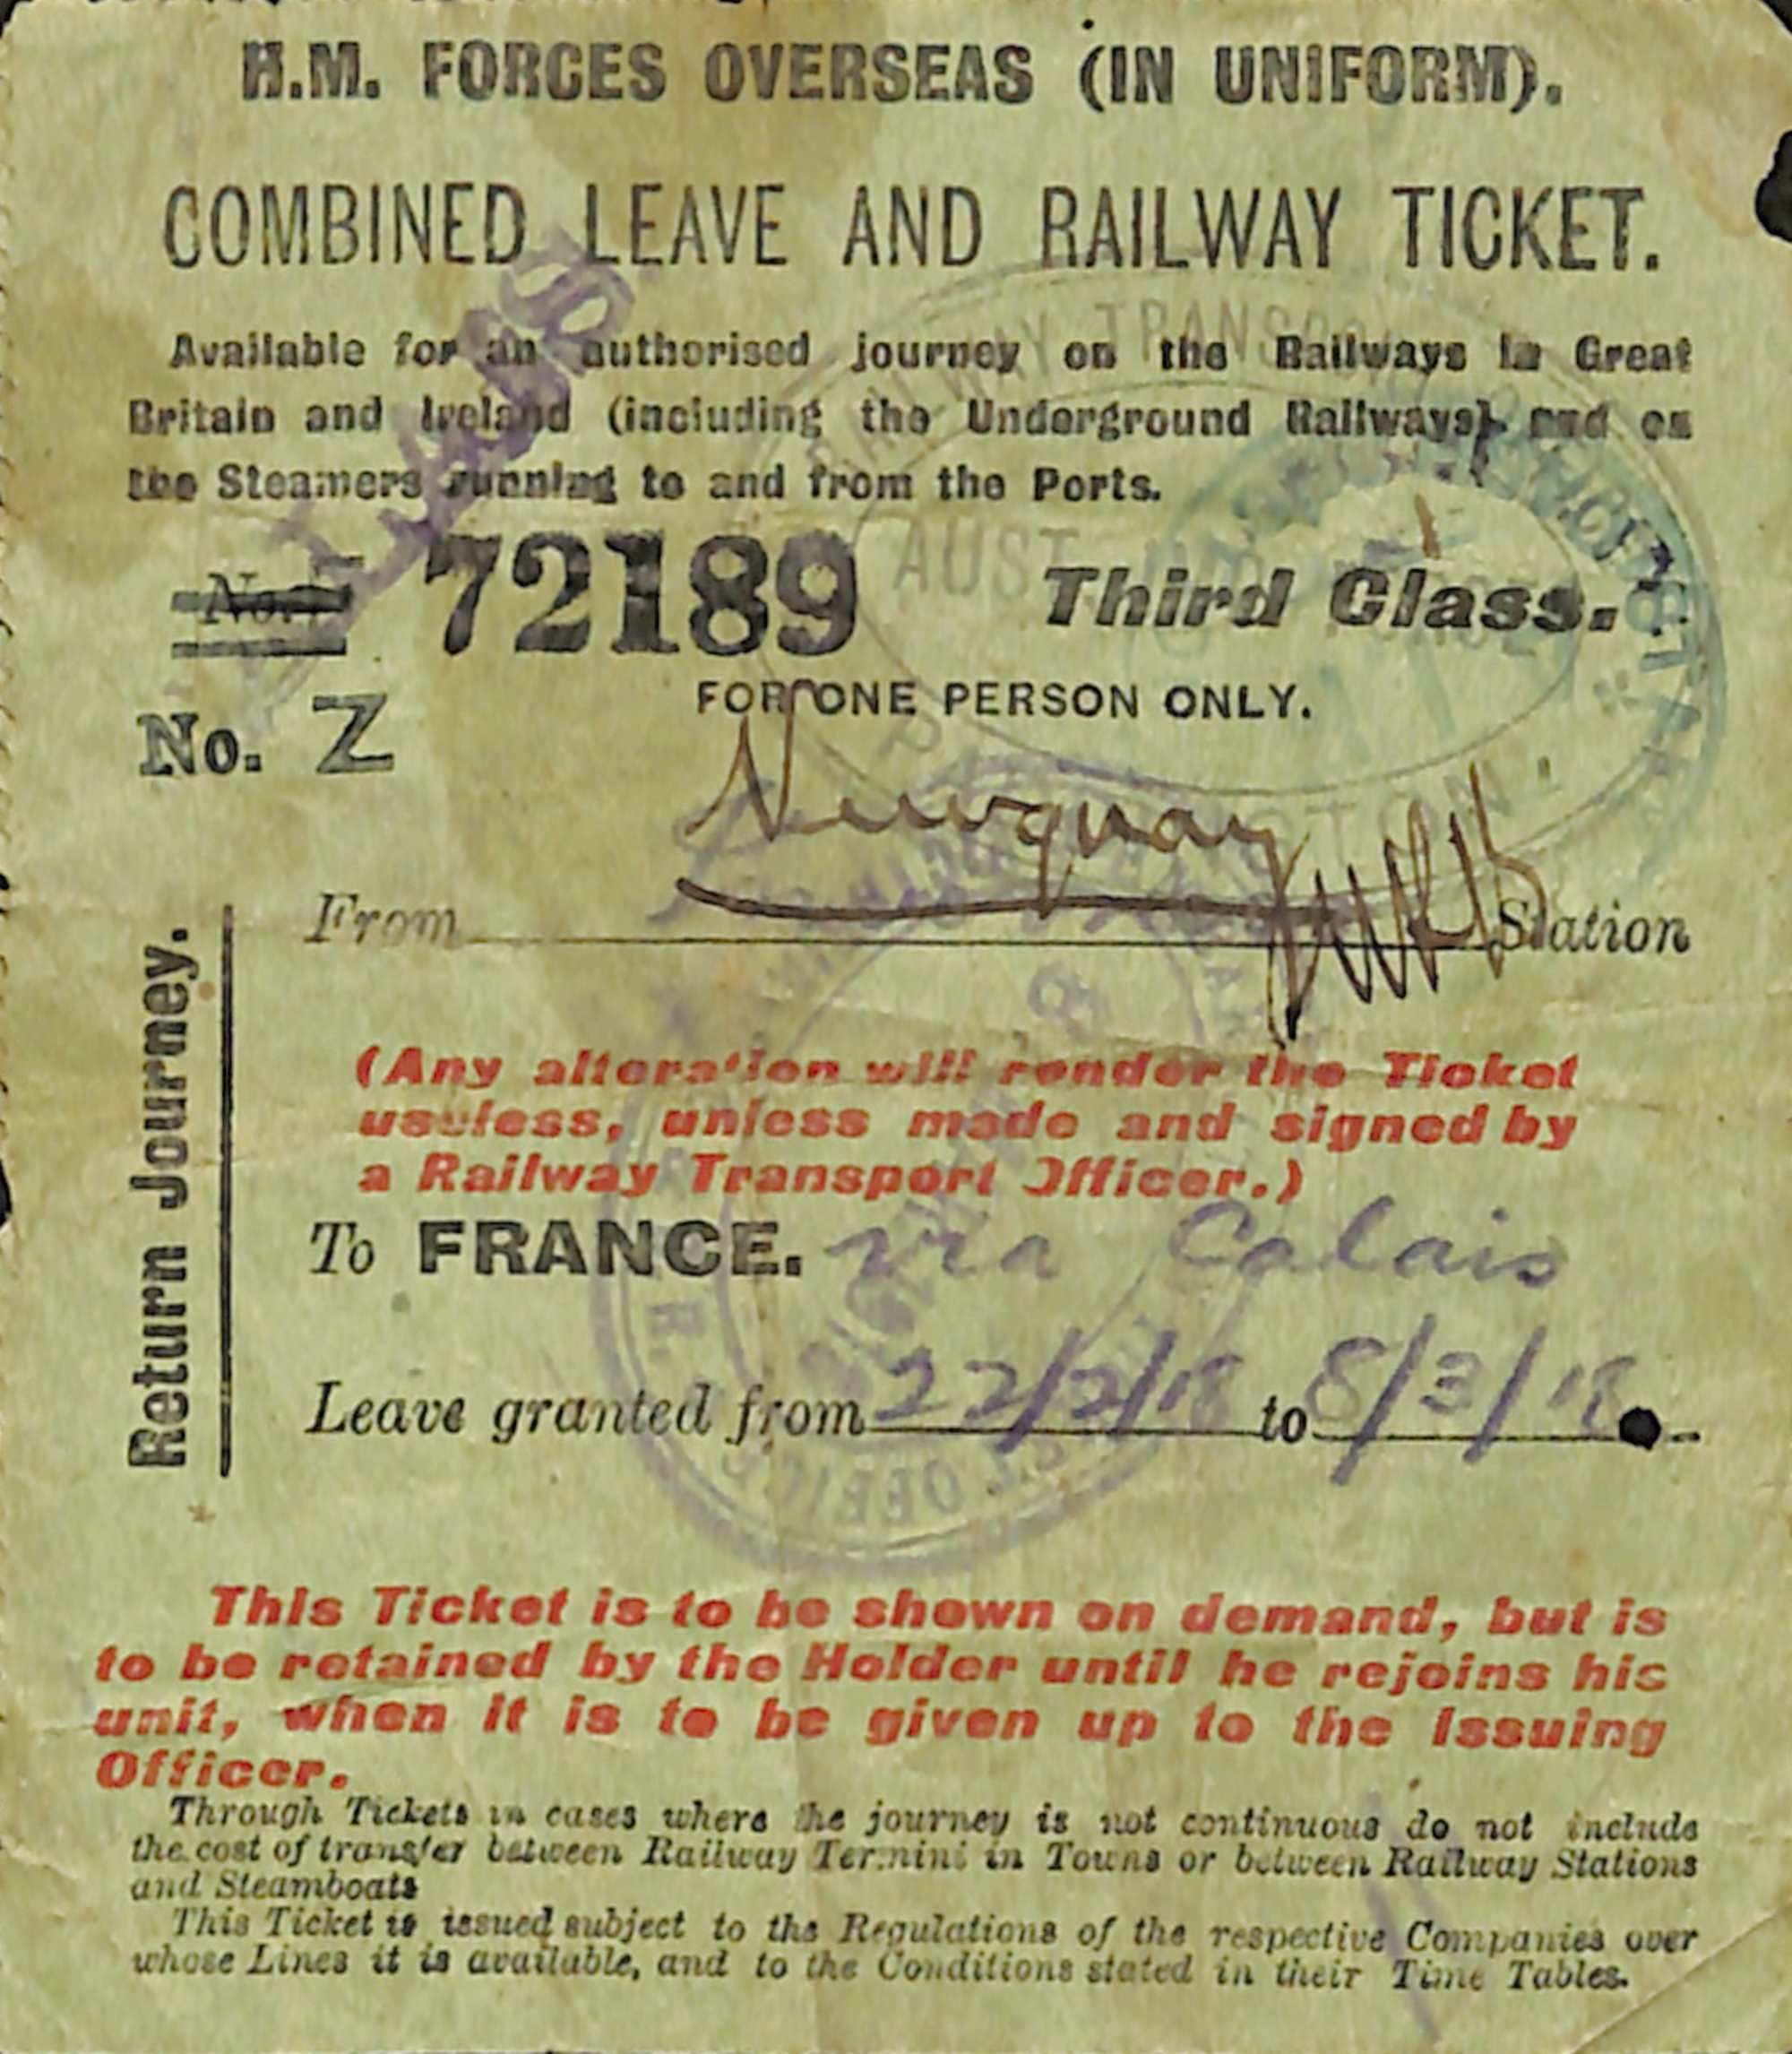 H.M. FORCES OVERSEAS (IN UNIFORM).
COMBINED LEAVE AND RAILWAY TICKET.
Available for an authorised journey on the Railways in Great
Britain and Ireland (including the Underground Railways) and on
the Steamers running to and from the Ports.
72189 Third Class.
FOR ONE PERSON ONLY.
No. Z
Newquay
From Station
Return Journey.
(Any alteration will render the Ticket
useless, unless made and signed by
a Railway Transport Officer.)
To FRANCE. via Calais
Leave granted from 22/2/18 to 8/3/18.
This Ticket is to be shown on demand, but is
to be retained by the Holder until he rejoins his
unit, when it is to be given up to the Issuing
Officer.
Through Tickets in cases where the journey is not continuous do not include
the cost of transfer between Railway Termini in Towns or between Railway Stations
and Steamboats
This Ticket is issued subject to the Regulations of the respective Companies over
whose Lines it is available, and to the Conditions stated in their Time Tables.
RAILWAY TRANSPORT
AUST